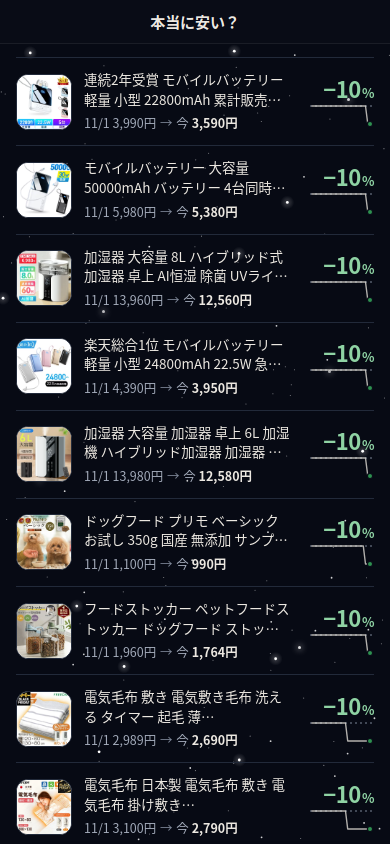 本当に安い？
連続2年受賞 モバイルバッテリー
軽量 小型 22800mAh 累計販売…
11/1 3,990円 → 今 3,590円
−10%
モバイルバッテリー 大容量
50000mAh バッテリー 4台同時…
11/1 5,980円 → 今 5,380円
−10%
加湿器 大容量 8L ハイブリッド式
加湿器 卓上 AI恒湿 除菌 UVライ…
11/1 13,960円 → 今 12,560円
−10%
楽天総合1位 モバイルバッテリー
軽量 小型 24800mAh 22.5W 急…
11/1 4,390円 → 今 3,950円
−10%
加湿器 大容量 加湿器 卓上 6L 加湿
機 ハイブリッド加湿器 加湿器 …
11/1 13,980円 → 今 12,580円
−10%
ドッグフード プリモ ベーシック
お試し 350g 国産 無添加 サンプ…
11/1 1,100円 → 今 990円
−10%
フードストッカー ペットフードス
トッカー ドッグフード ストッ…
11/1 1,960円 → 今 1,764円
−10%
電気毛布 敷き 電気敷き毛布 洗え
る タイマー 起毛 薄…
11/1 2,989円 → 今 2,690円
−10%
電気毛布 日本製 電気毛布 敷き 電
気毛布 掛け敷き…
11/1 3,100円 → 今 2,790円
−10%